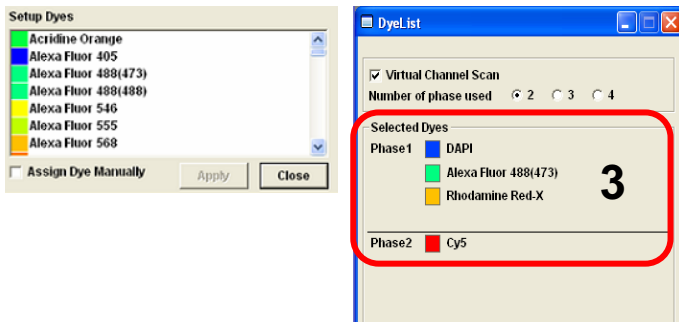 Setup Dyes
Acridine Orange
Alexa Fluor 405
Alexa Fluor 488(473)
Alexa Fluor 488(488)
Alexa Fluor 546
Alexa Fluor 555
Alexa Fluor 568
Assign Dye Manually
Apply
Close
DyeList
Virtual Channel Scan
Number of phase used 2 3 4
Selected Dyes
Phase1 DAPI
Alexa Fluor 488(473)
Rhodamine Red-X
3
Phase2 Cy5